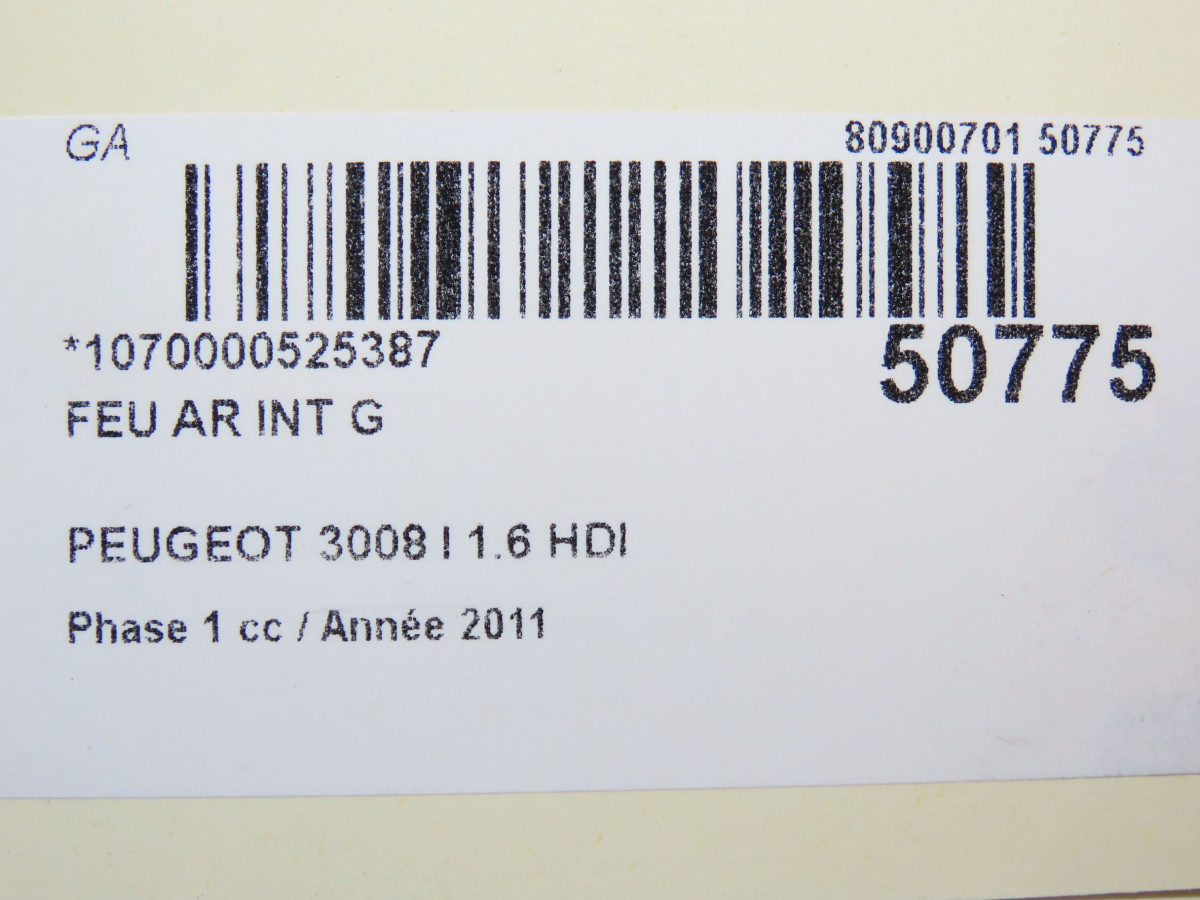 GA
80900701 50775
*1070000525387
50775
FEU AR INT G
PEUGEOT 3008 I 1.6 HDI
Phase 1 cc / Année 2011